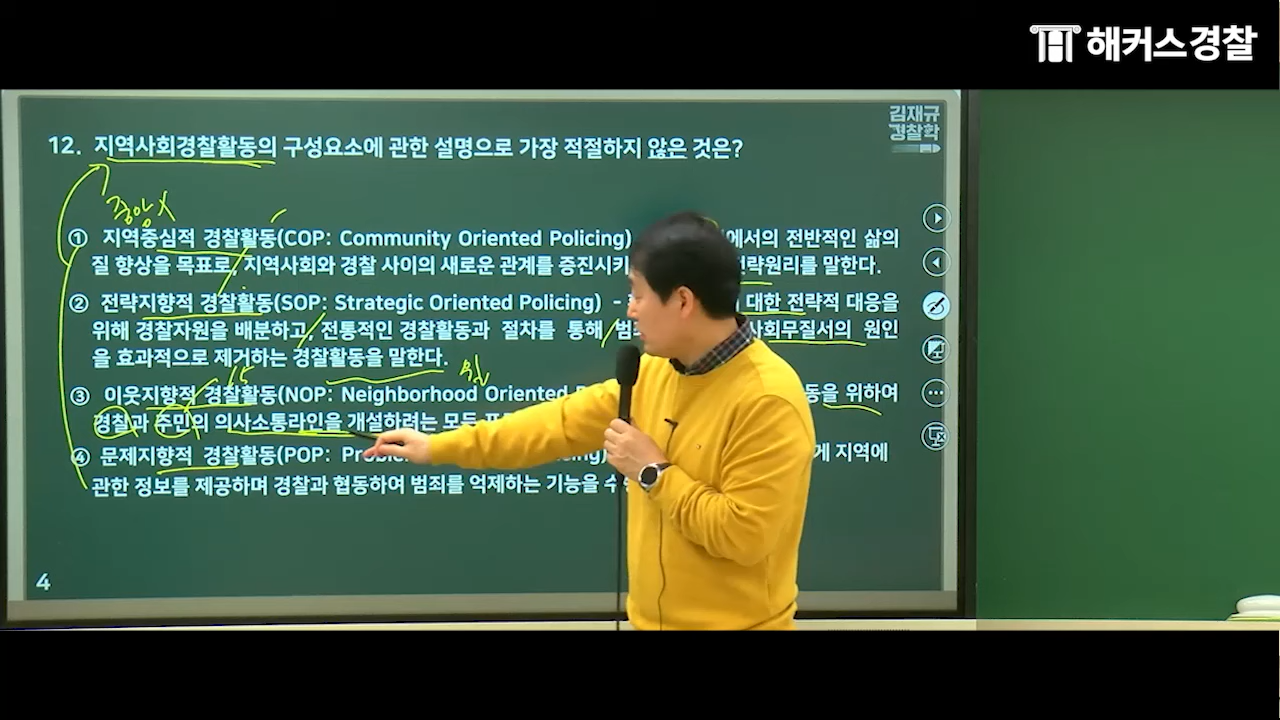 해커스경찰
김재규
경찰학
12. 지역사회경찰활동의 구성요소에 관한 설명으로 가장 적절하지 않은 것은?
중앙X
① 지역중심적 경찰활동(COP: Community Oriented Policing) 에서의 전반적인 삶의
질 향상을 목표로, 지역사회와 경찰 사이의 새로운 관계를 증진시키 전략원리를 말한다.
② 전략지향적 경찰활동(SOP: Strategic Oriented Policing) - 대한 전략적 대응을
위해 경찰자원을 배분하고, 전통적인 경찰활동과 절차를 통해 범 사회무질서의 원인
을 효과적으로 제거하는 경찰활동을 말한다.
③ 이웃지향적 경찰활동(NOP: Neighborhood Oriented 동을 위하여
경찰과 주민의 의사소통라인을 개설하려는 모든
④ 문제지향적 경찰활동(POP: 게 지역에
관한 정보를 제공하며 경찰과 협동하여 범죄를 억제하는 기능을 수
4